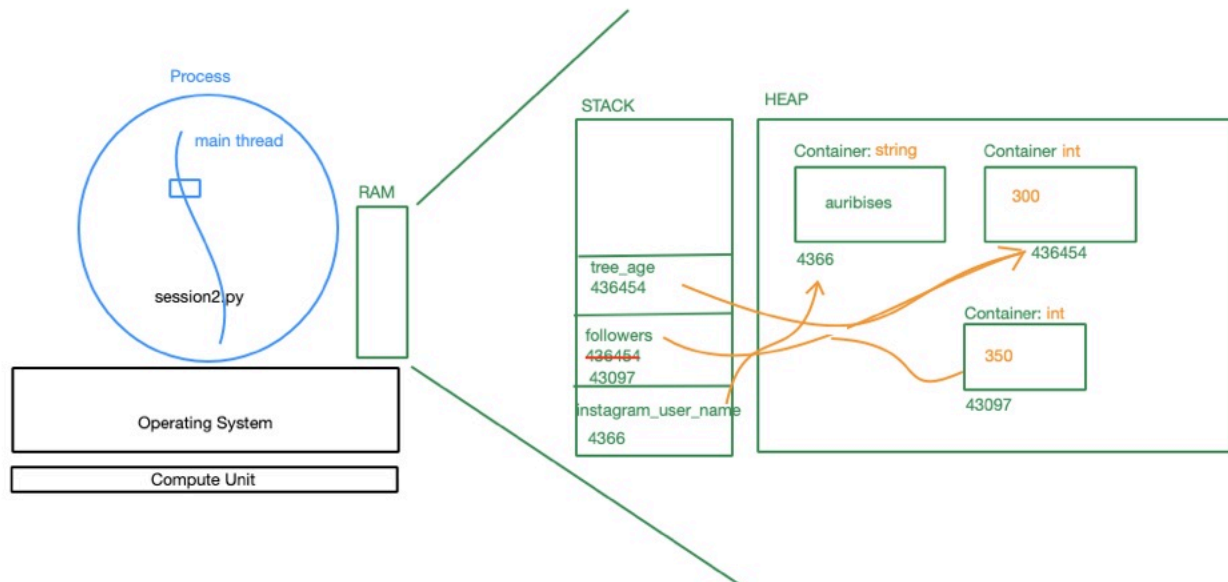 Process
main thread
session2.py
RAM
Operating System
Compute Unit
STACK
tree_age
436454
followers
436454
43097
instagram_user_name
4366
HEAP
Container: string
auribises
4366
Container int
300
436454
Container: int
350
43097